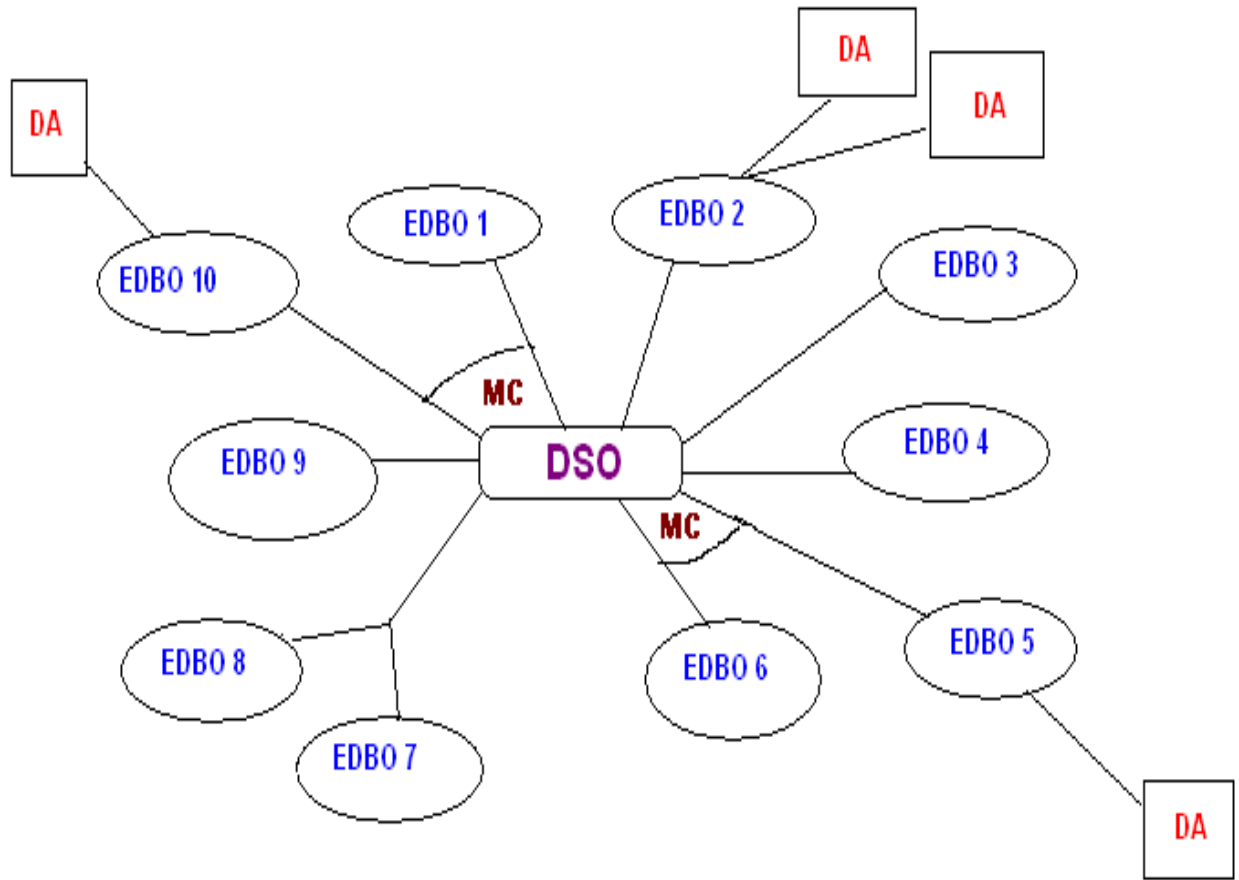 DA
DA
DA
EDBO 1
EDBO 2
EDBO 10
EDBO 3
MC
EDBO 9
DSO
EDBO 4
MC
EDBO 8
EDBO 6
EDBO 5
EDBO 7
DA